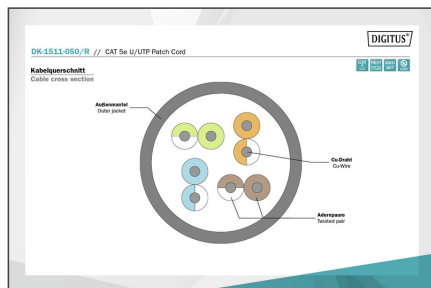 DIGITUS®
DK-1511-050/R // CAT 5e U/UTP Patch Cord
Kabelquerschnitt
Cable cross section
Außenmantel
Outer jacket
Cu-Draht
Cu-Wire
Adernpaare
Twisted pair